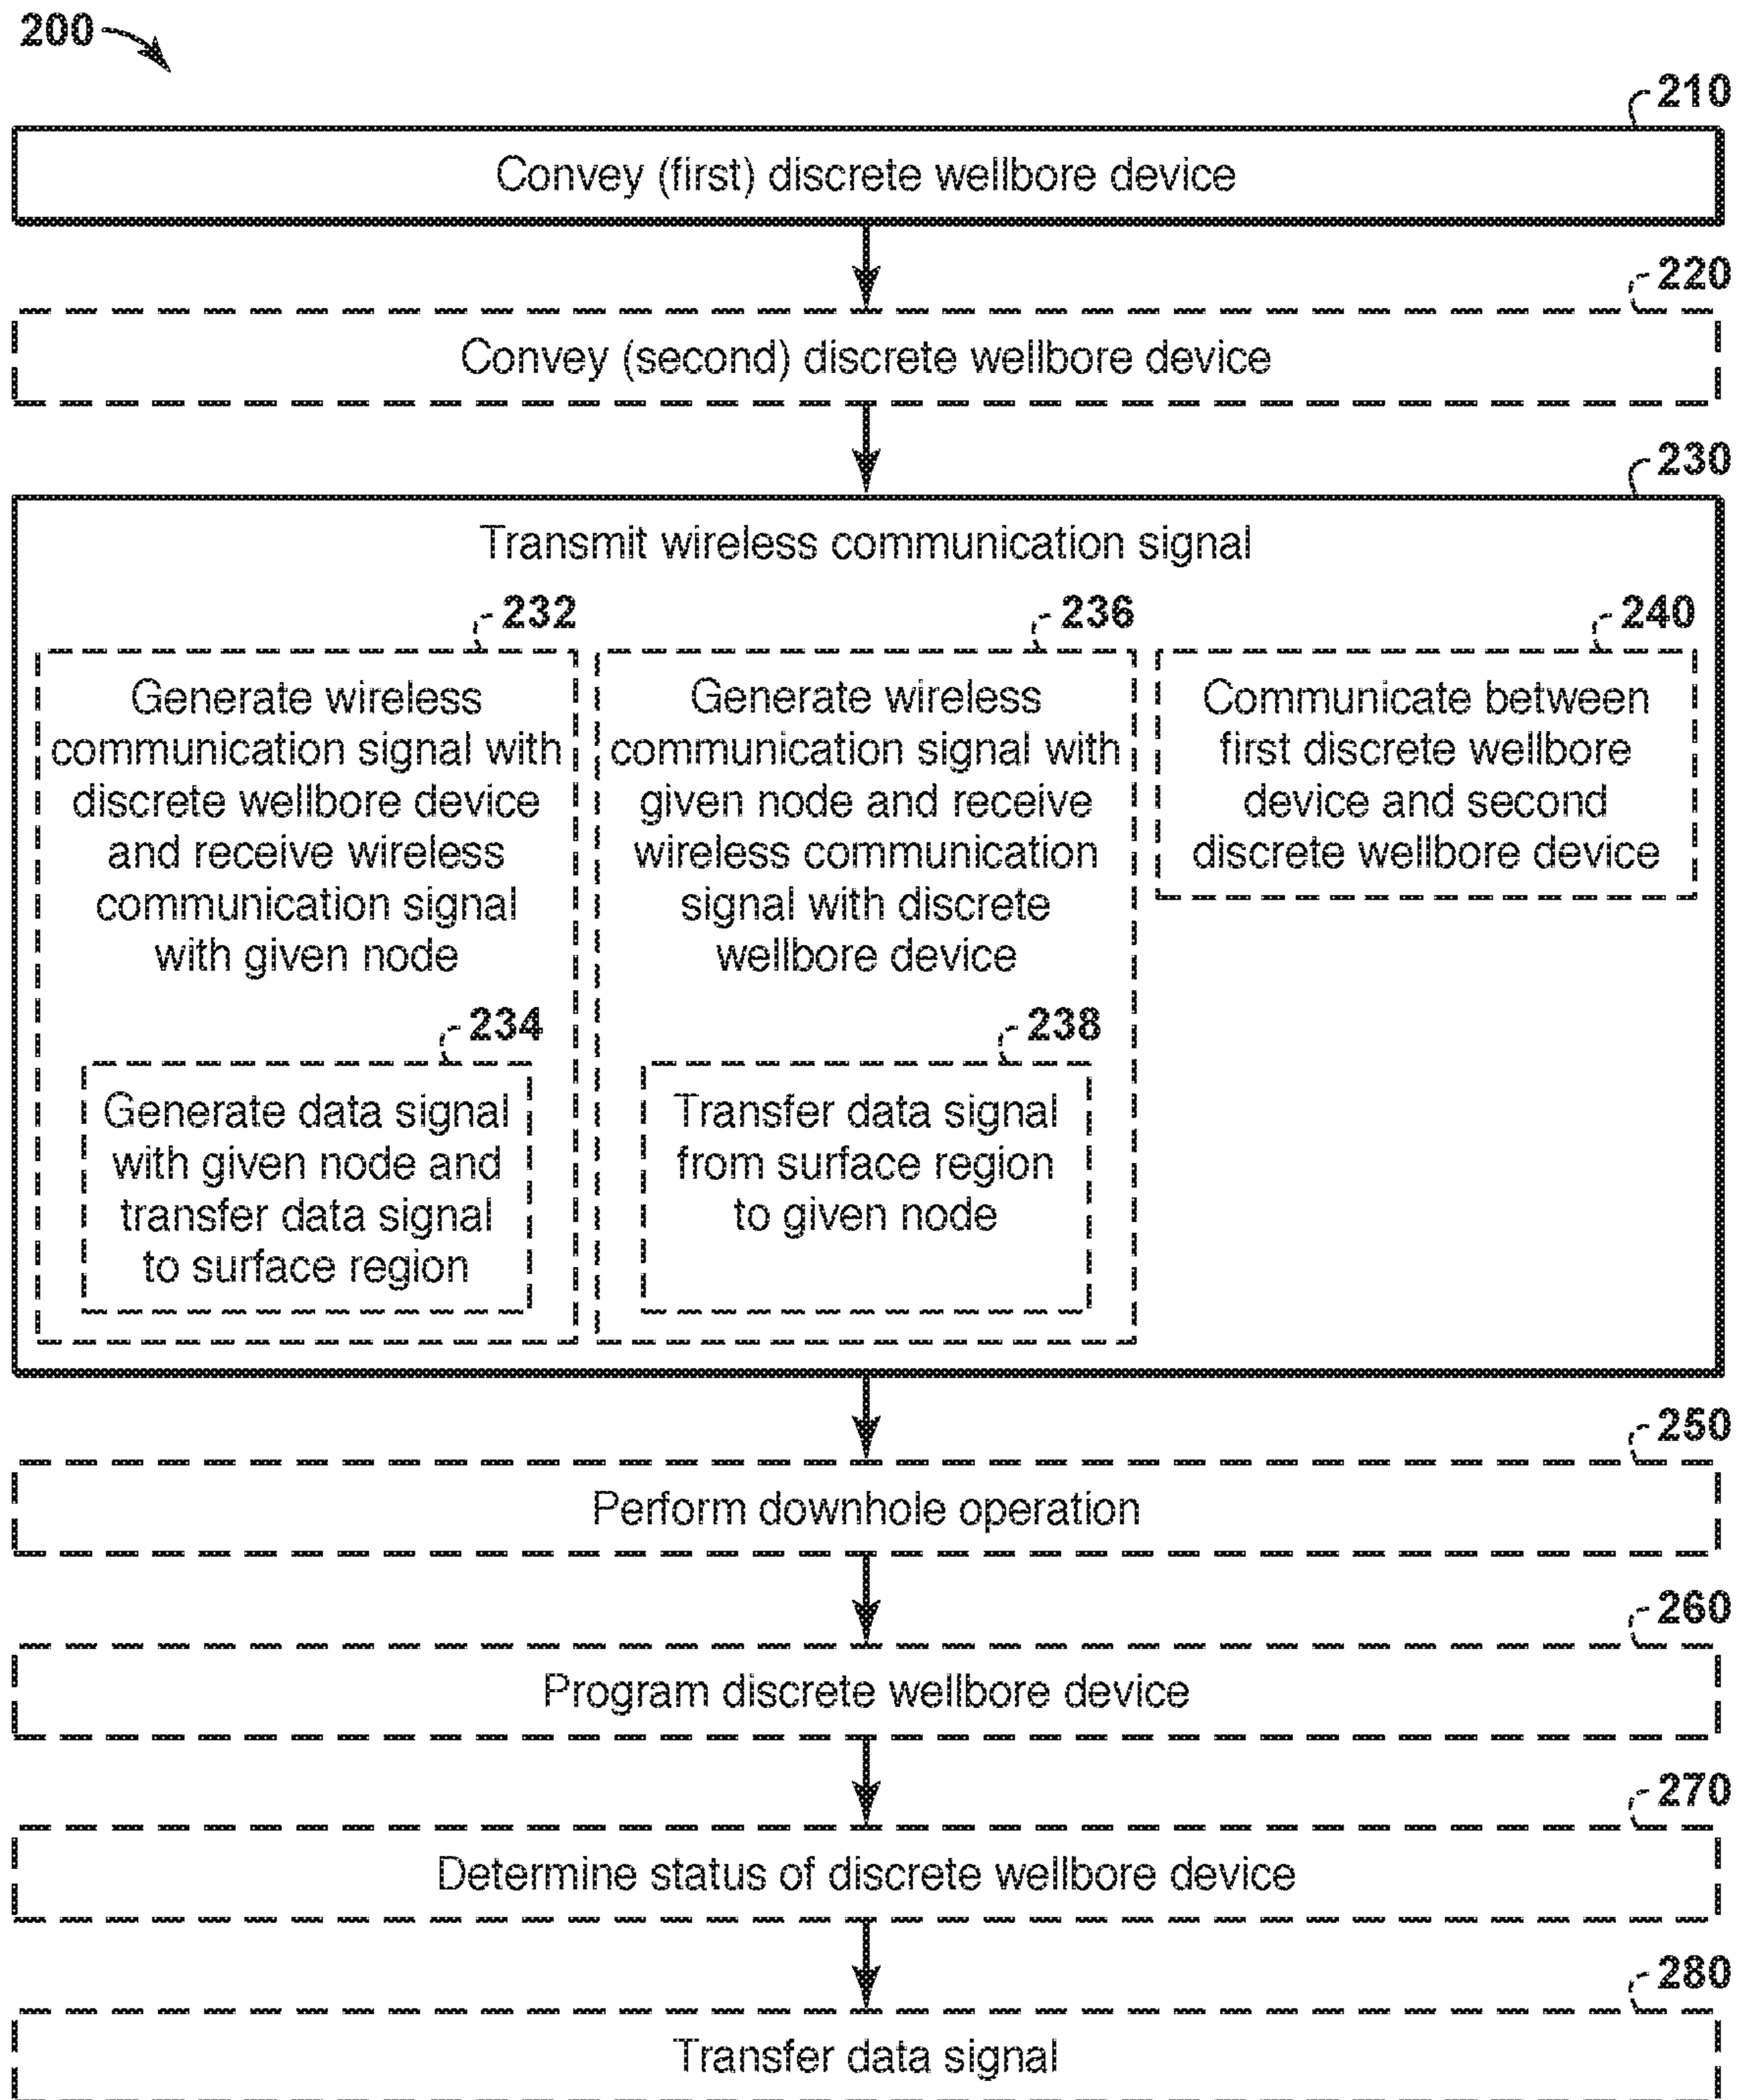 200
210
Convey (first) discrete wellbore device
220
Convey (second) discrete wellbore device
230
Transmit wireless communication signal
232
Generate wireless
communication signal with
discrete wellbore device
and receive wireless
communication signal
with given node
234
Generate data signal
with given node and
transfer data signal
to surface region
236
Generate wireless
communication signal with
given node and receive
wireless communication
signal with discrete
wellbore device
238
Transfer data signal
from surface region
to given node
240
Communicate between
first discrete wellbore
device and second
discrete wellbore device
250
Perform downhole operation
260
Program discrete wellbore device
270
Determine status of discrete wellbore device
280
Transfer data signal